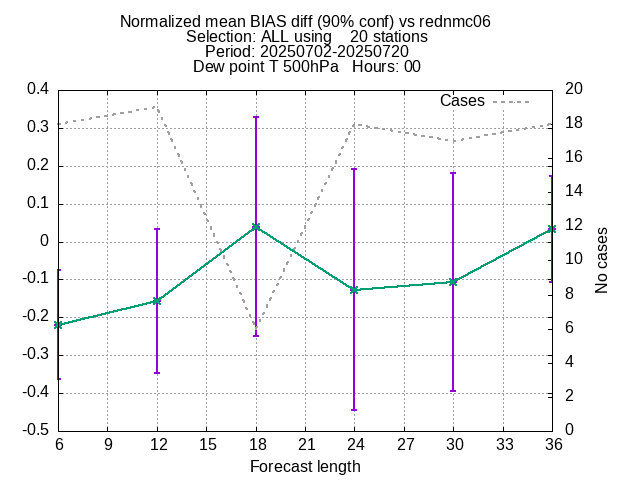 Normalized mean BIAS diff (90% conf) vs rednmc06
Selection: ALL using    20 stations
Period: 20250702-20250720
Dew point T 500hPa   Hours: 00
Cases
0.4
0.3
0.2
0.1
0
-0.1
-0.2
-0.3
-0.4
-0.5
20
18
16
14
12
10
8
6
4
2
0
No cases
6 9 12 15 18 21 24 27 30 33 36
Forecast length